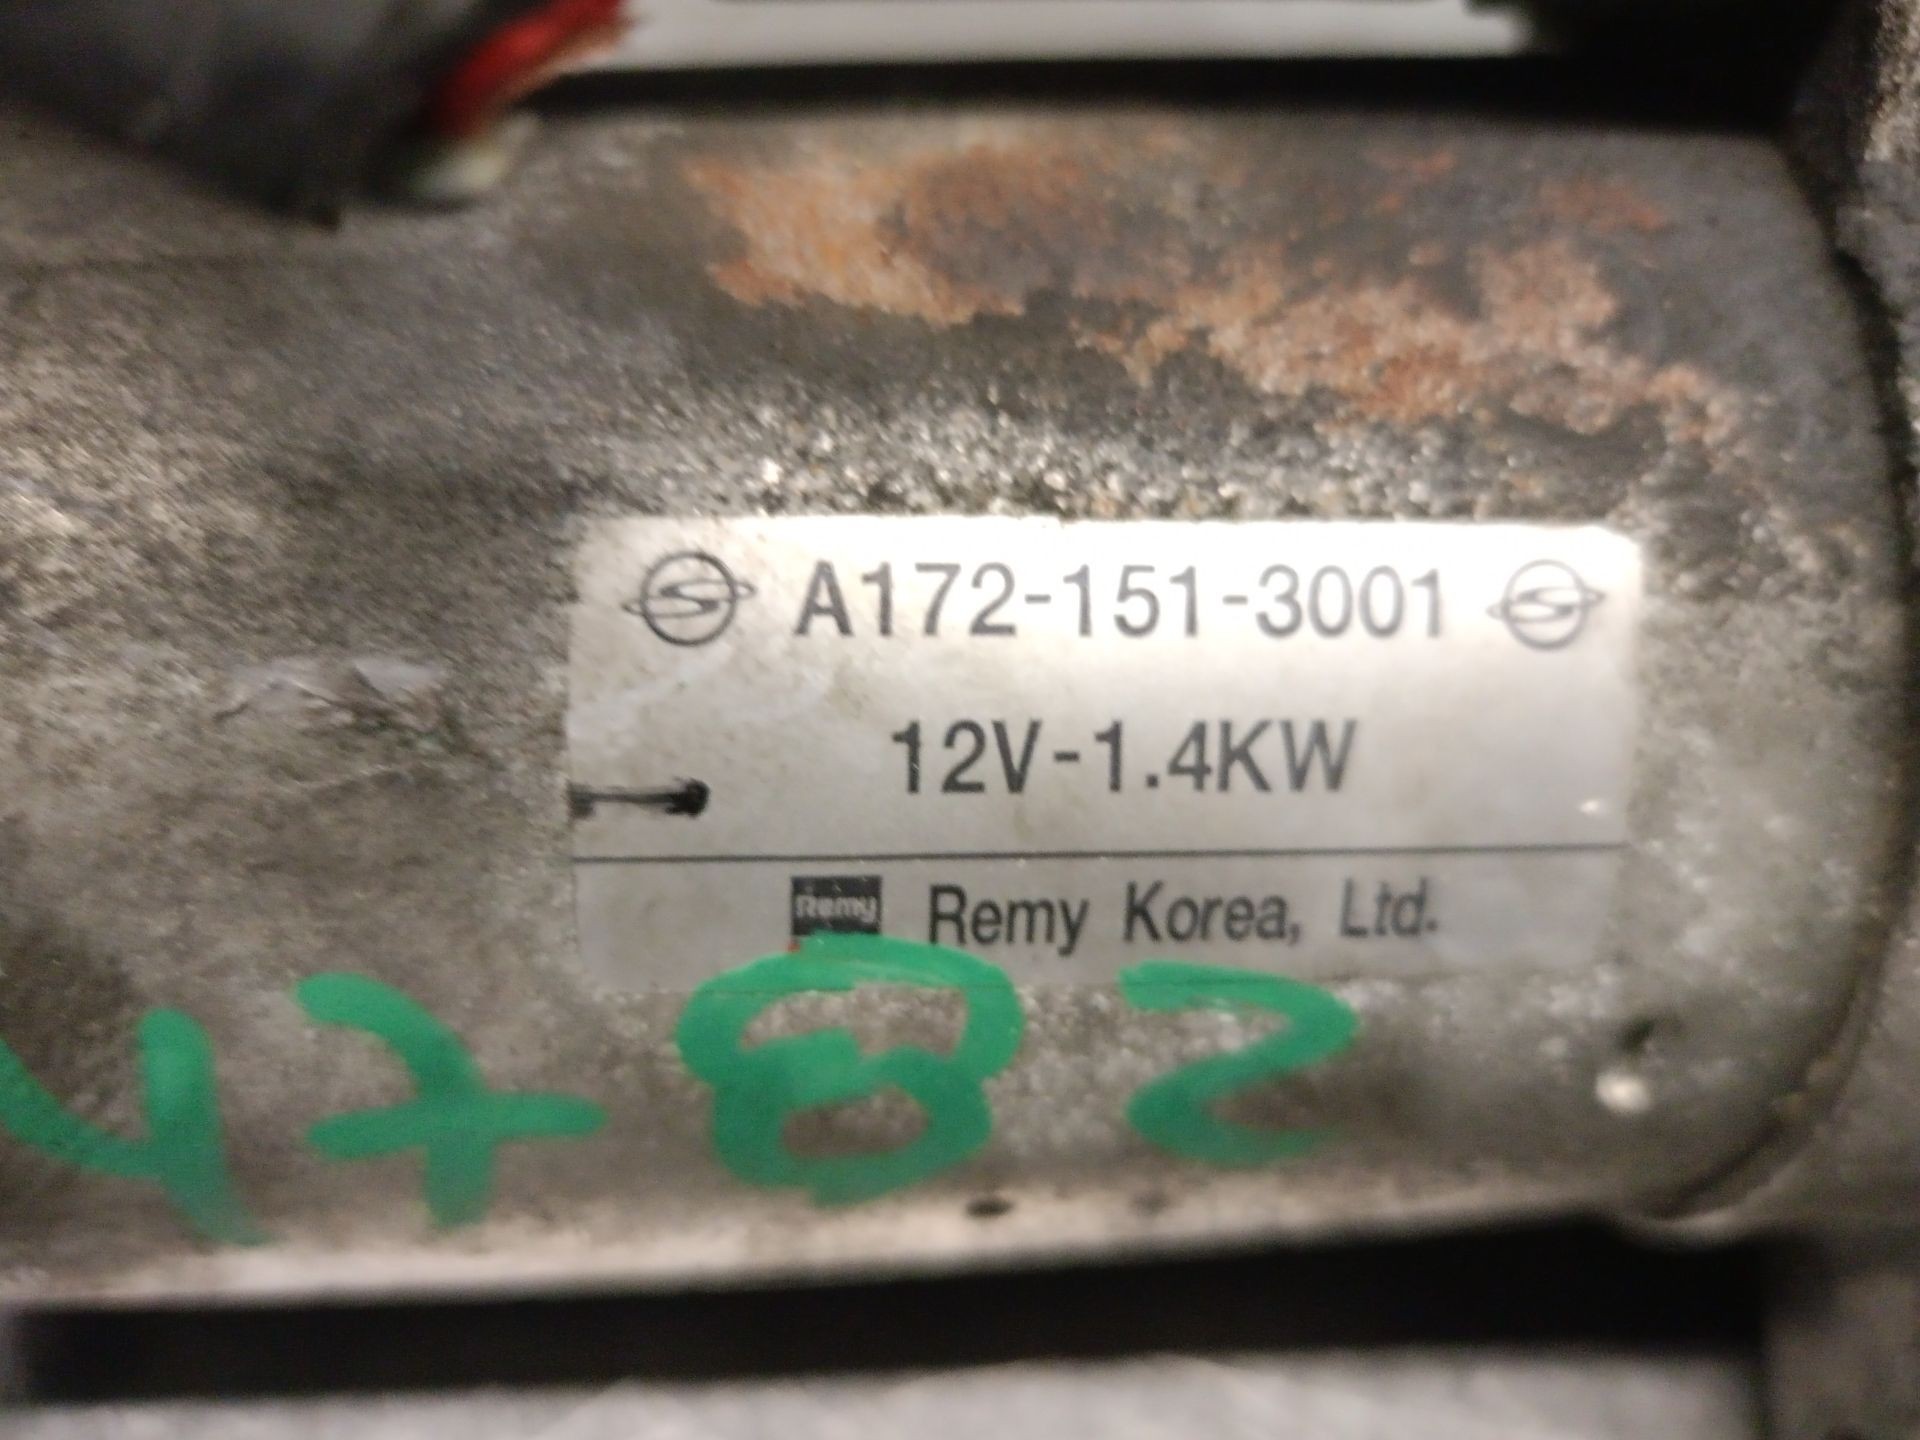 A172-151-3001
12V-1.4KW
Remy Remy Korea, Ltd.
4782